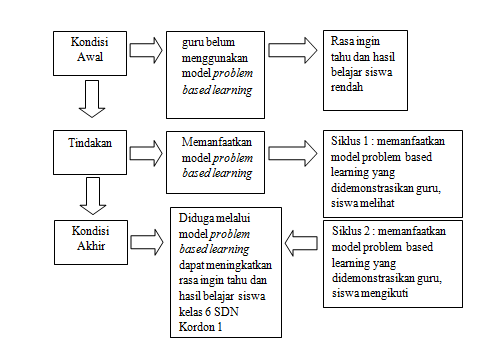 Kondisi
Awal
guru belum
menggunakan
model problem
based learning
Rasa ingin
tahu dan hasil
belajar siswa
rendah
Tindakan
Memanfaatkan
model problem
based learning
Siklus 1 : memanfaatkan
model problem based
learning yang
didemonstrasikan guru,
siswa melihat
Kondisi
Akhir
Diduga melalui
model problem
based learning
dapat meningkatkan
rasa ingin tahu dan
hasil belajar siswa
kelas 6 SDN
Kordon 1
Siklus 2 : memanfaatkan
model problem based
learning yang
didemonstrasikan guru,
siswa mengikuti